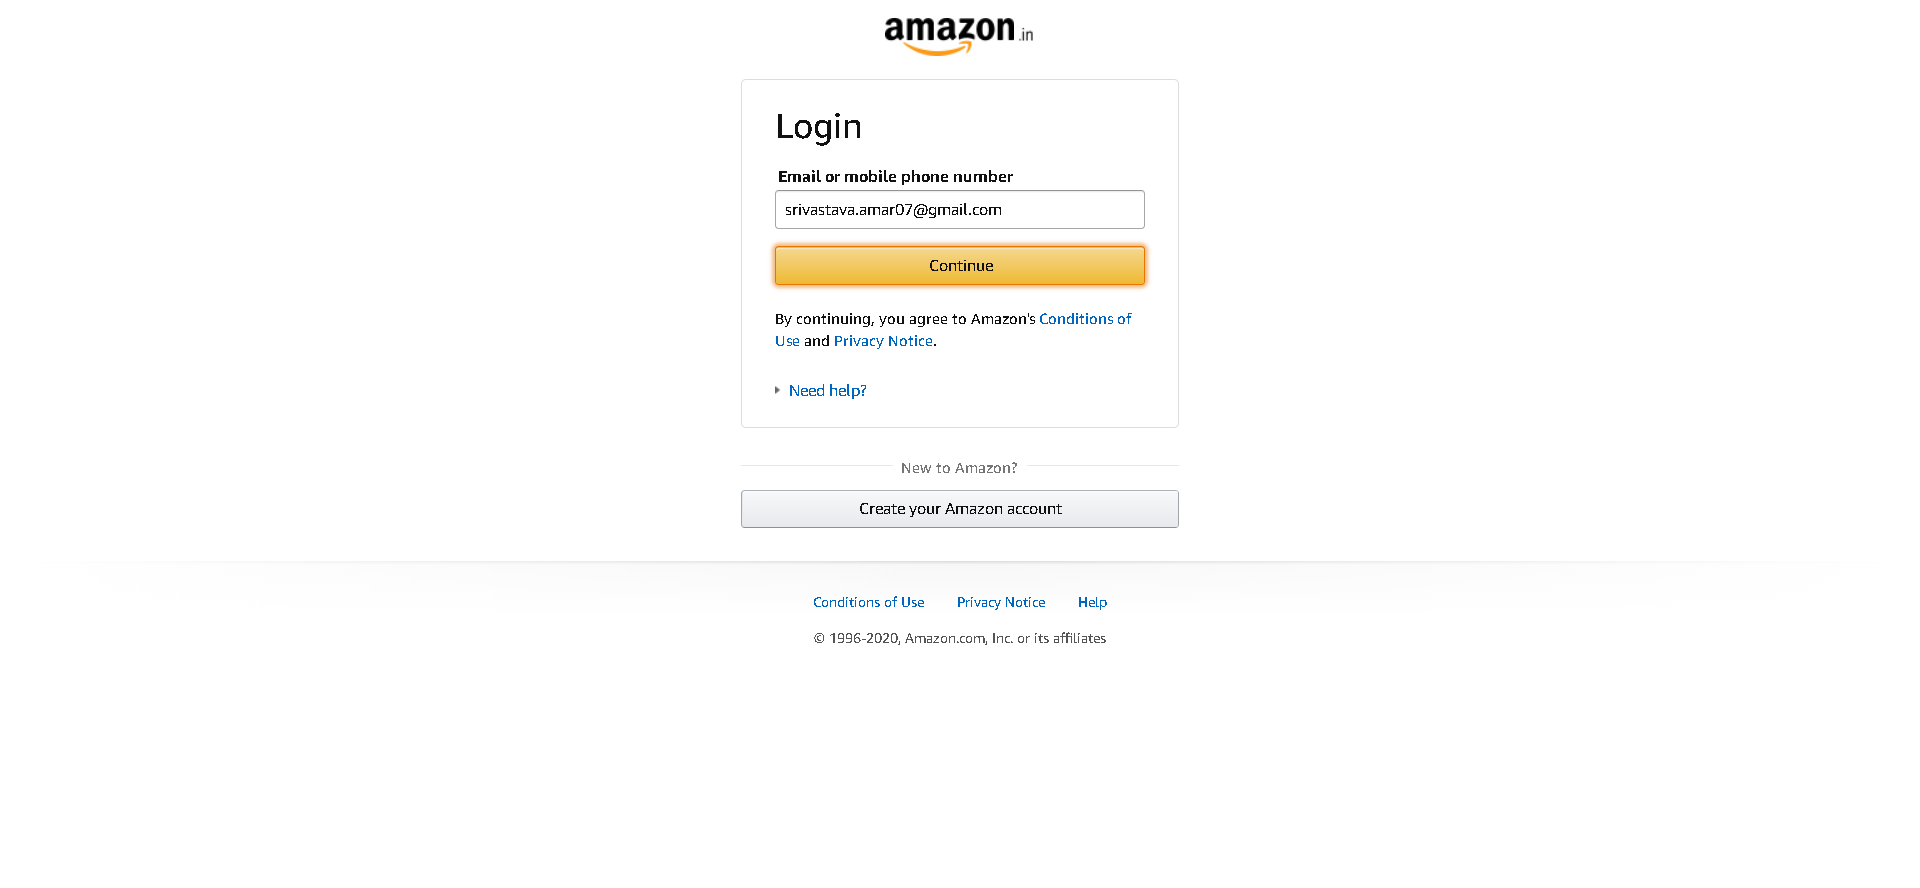 amazon.in
Login
Email or mobile phone number
srivastava.amar07@gmail.com
Continue
By continuing, you agree to Amazon's Conditions of
Use and Privacy Notice.
Need help?
New to Amazon?
Create your Amazon account
Conditions of Use Privacy Notice Help
© 1996-2020, Amazon.com, Inc. or its affiliates